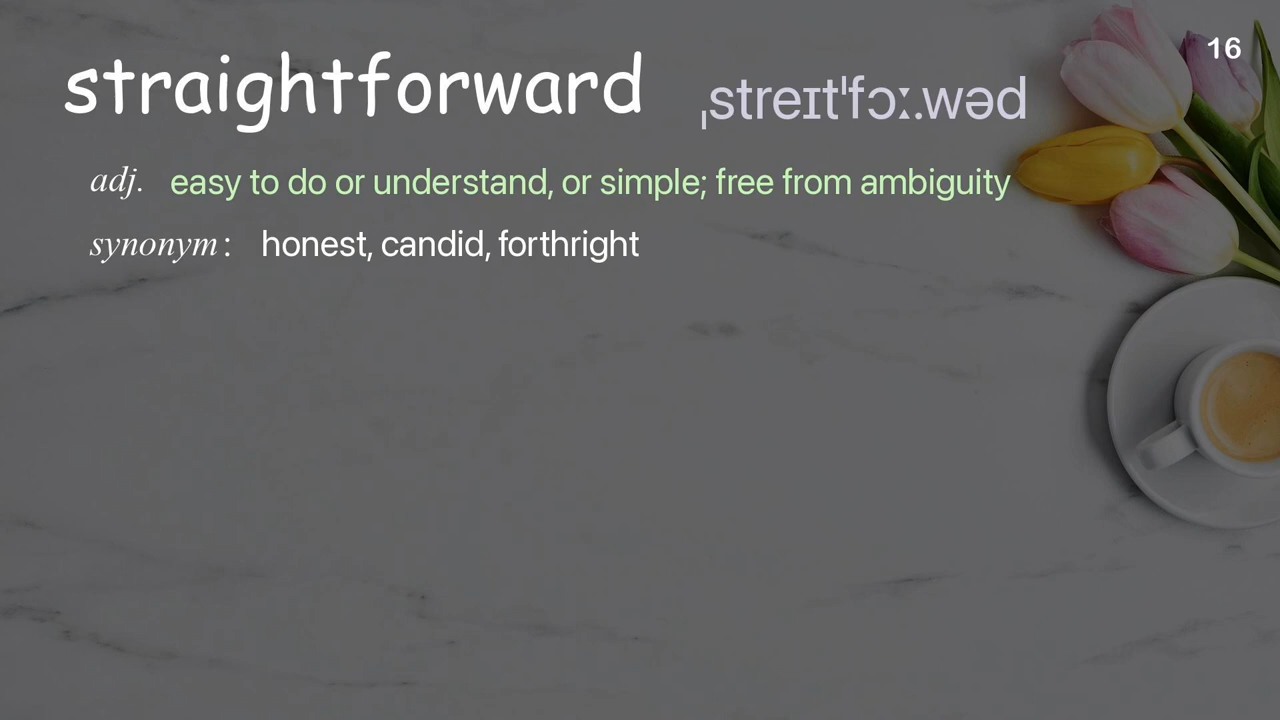 16
straightforward ˌstreɪtˈfɔː.wəd
adj. easy to do or understand, or simple; free from ambiguity
synonym: honest, candid, forthright